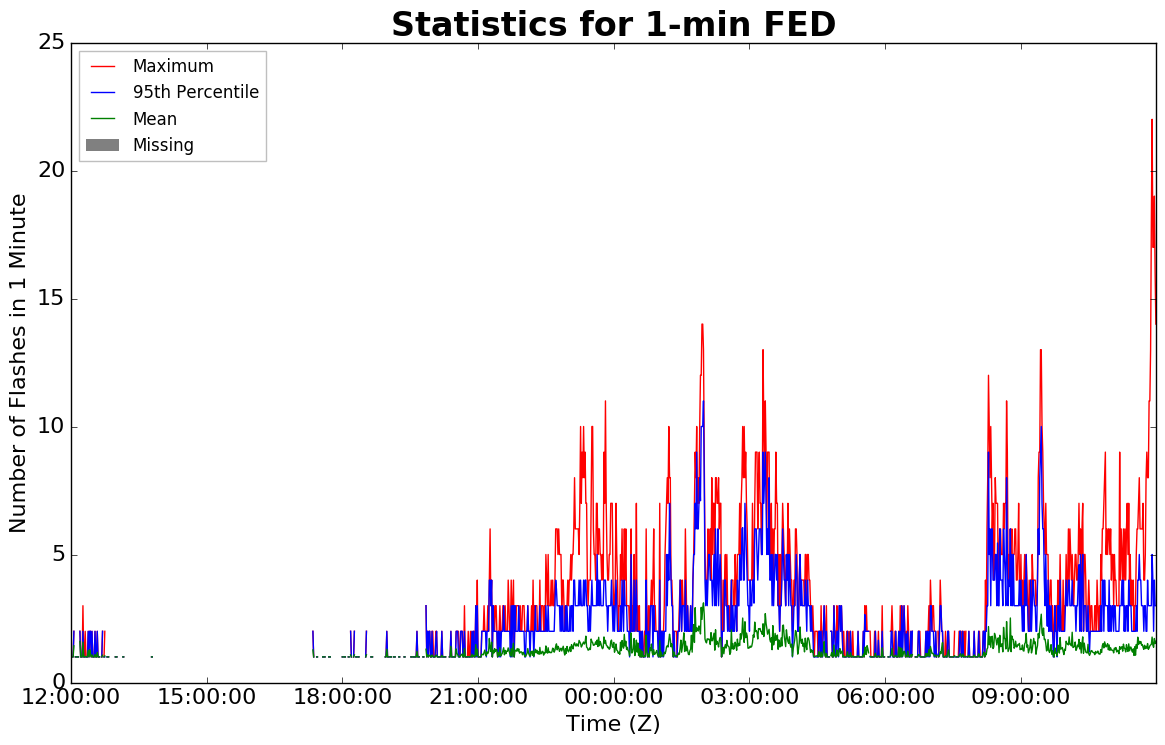 Statistics for 1-min FED
25
20
15
10
5
0
Number of Flashes in 1 Minute
Maximum
95th Percentile
Mean
Missing
12:00:00 15:00:00 18:00:00 21:00:00 00:00:00 03:00:00 06:00:00 09:00:00
Time (Z)